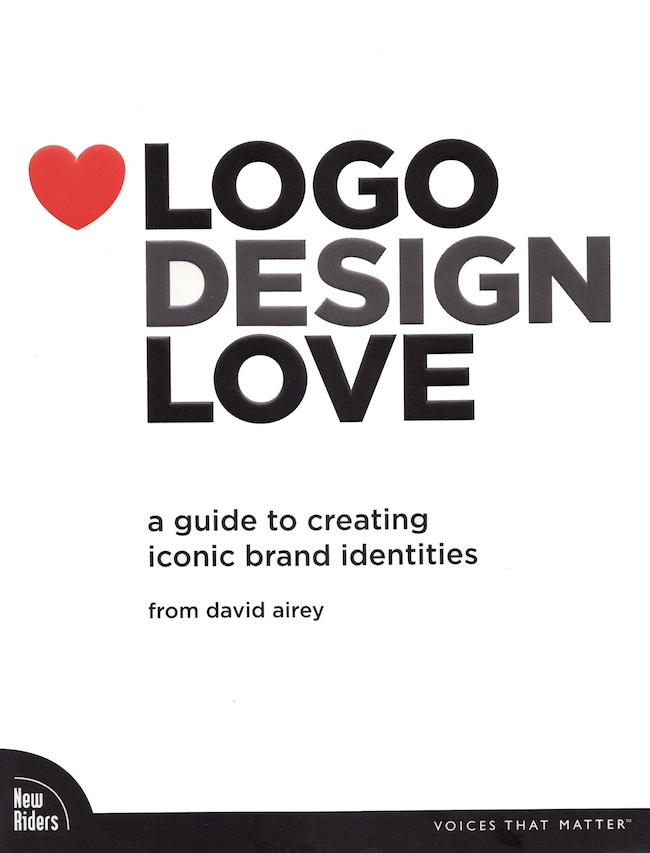 LOGO
DESIGN
LOVE
a guide to creating
iconic brand identities
from david airey
New
Riders
VOICES THAT MATTER™